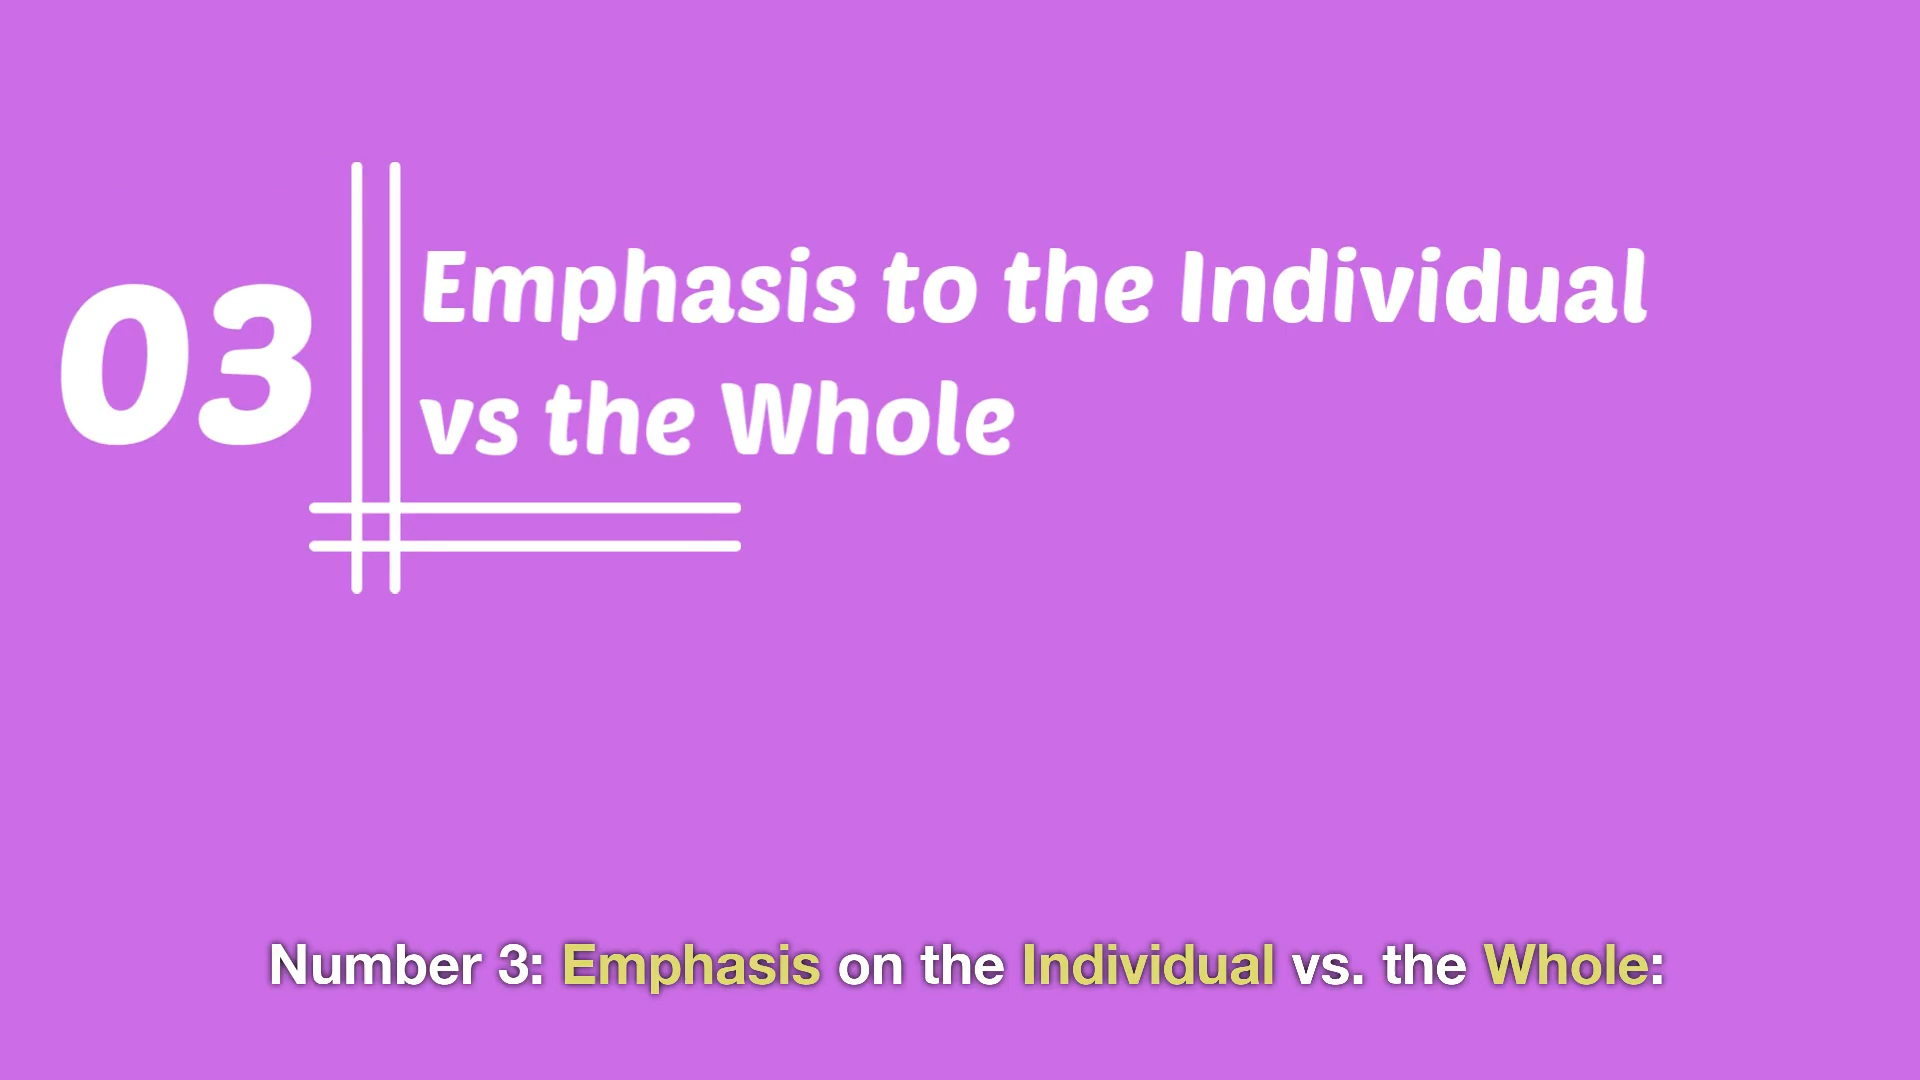 03
Emphasis to the Individual
vs the Whole
Number 3: Emphasis on the Individual vs. the Whole: